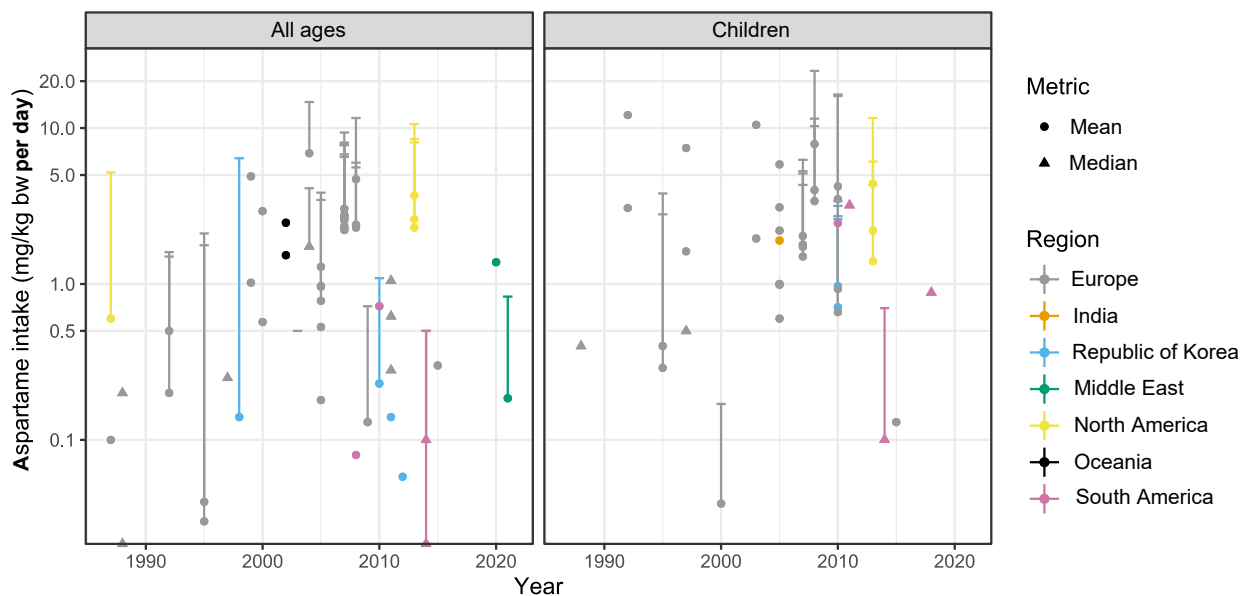 All ages
Children
20.0
10.0
5.0
1.0
0.5
0.1
Aspartame intake (mg/kg bw per day)
1990
2000
2010
2020
1990
2000
2010
2020
Year
Metric
Mean
Median
Region
Europe
India
Republic of Korea
Middle East
North America
Oceania
South America